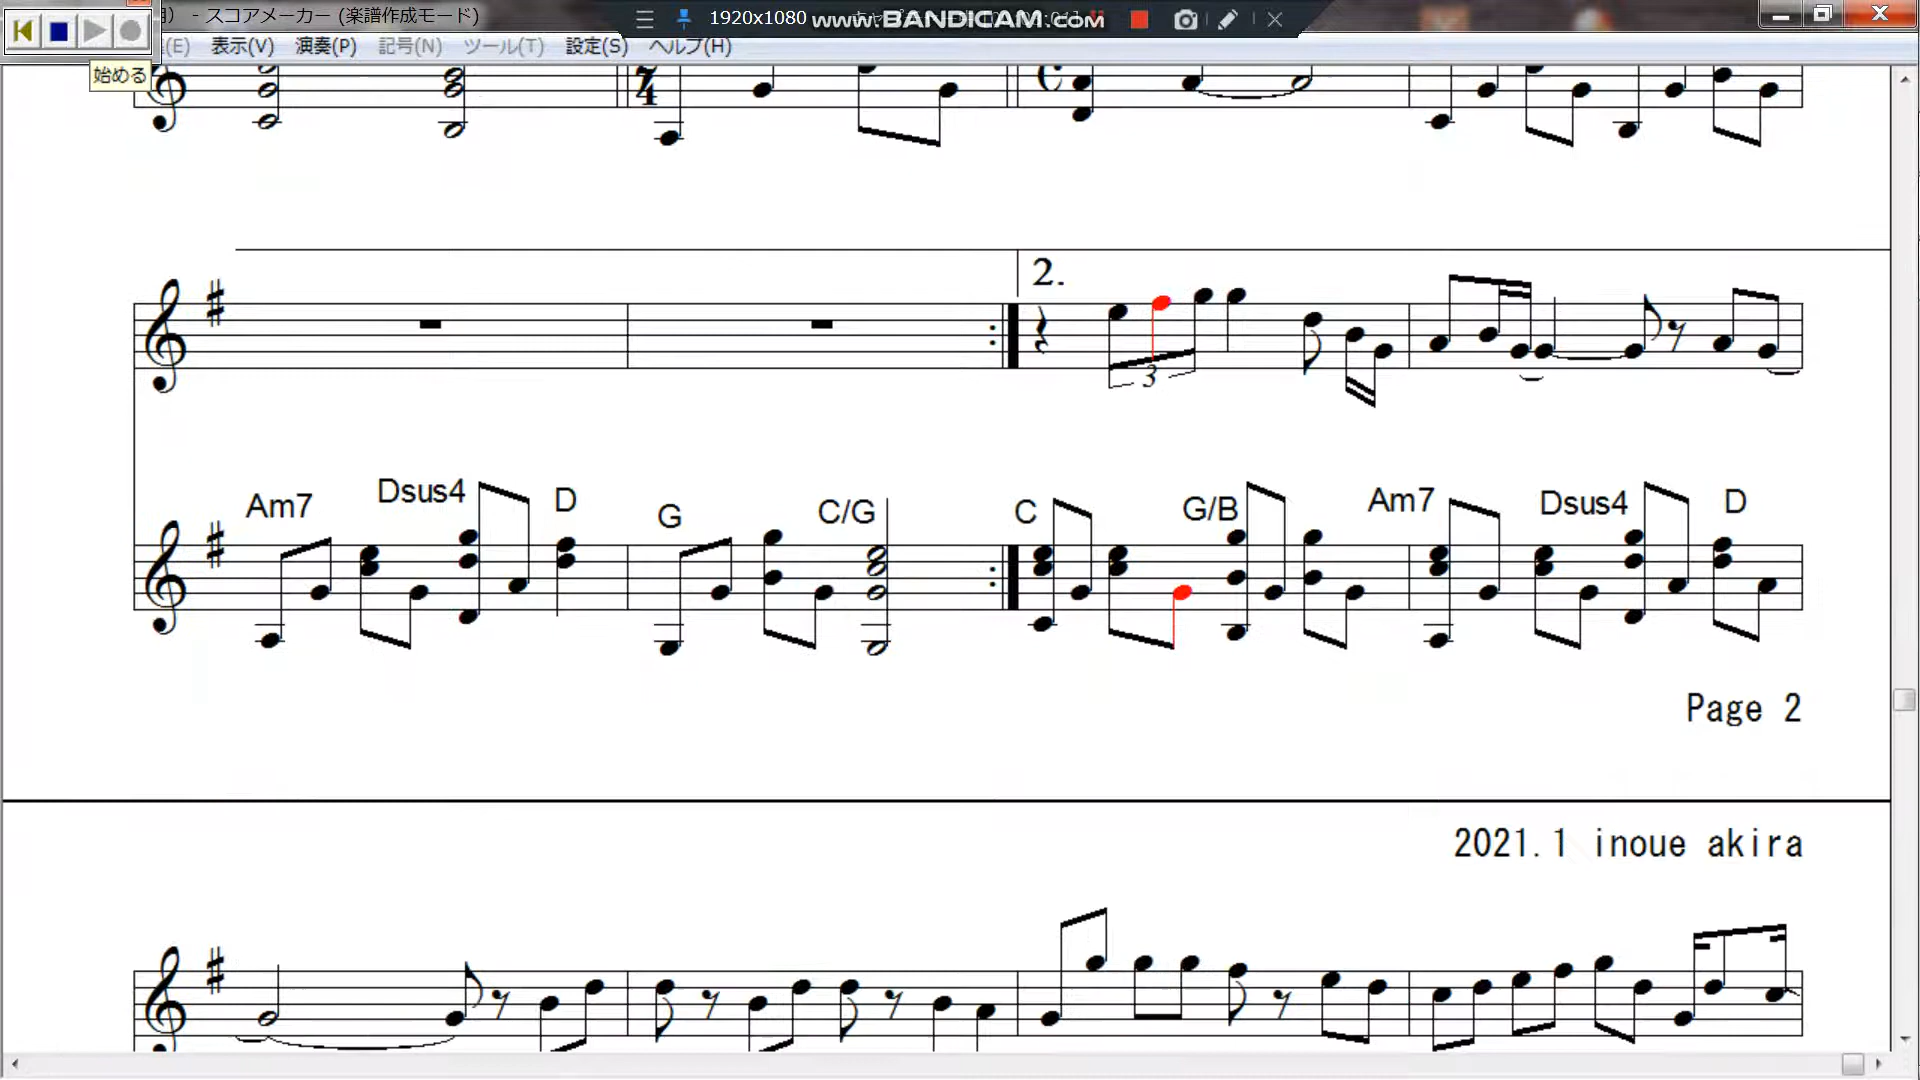 - スコアメーカー (楽譜作成モード)
1920x1080
www.BANDICAM.com
(E) 表示(V) 演奏(P) 記号(N) ツール(T) 設定(S) ヘルプ(H)
始める
7
4
2.
3
Am7 Dsus4 D G C/G C G/B Am7 Dsus4 D
Page 2
2021.1 inoue akira